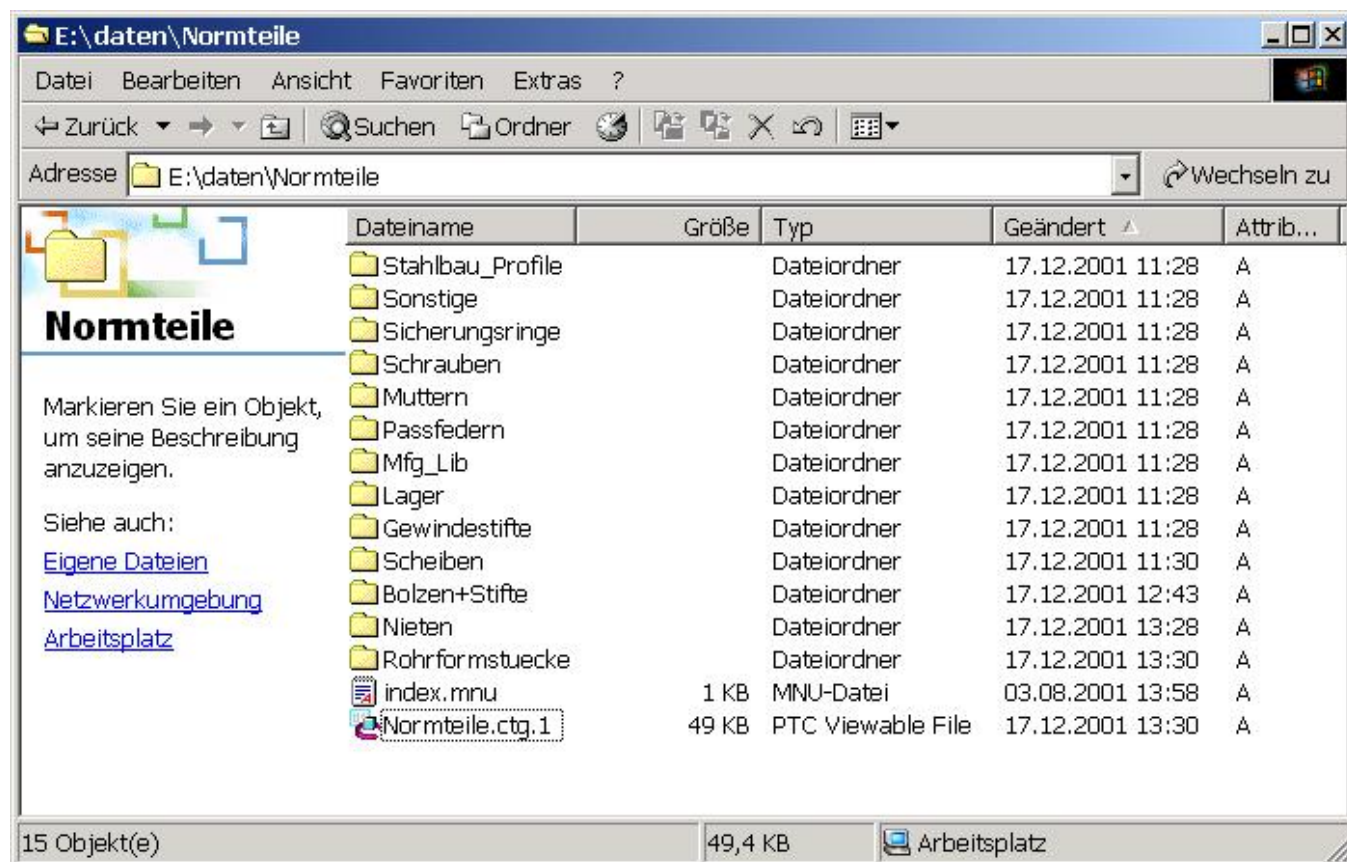 E:\daten\Normteile
Datei Bearbeiten Ansicht Favoriten Extras ?
Zurück Suchen Ordner
Adresse E:\daten\Normteile Wechseln zu
Dateiname Größe Typ Geändert Attrib...
Stahlbau_Profile Dateiordner 17.12.2001 11:28 A
Sonstige Dateiordner 17.12.2001 11:28 A
Sicherungsringe Dateiordner 17.12.2001 11:28 A
Schrauben Dateiordner 17.12.2001 11:28 A
Muttern Dateiordner 17.12.2001 11:28 A
Passfedern Dateiordner 17.12.2001 11:28 A
Mfg_Lib Dateiordner 17.12.2001 11:28 A
Lager Dateiordner 17.12.2001 11:28 A
Gewindestifte Dateiordner 17.12.2001 11:28 A
Scheiben Dateiordner 17.12.2001 11:30 A
Bolzen+Stifte Dateiordner 17.12.2001 12:43 A
Nieten Dateiordner 17.12.2001 13:28 A
Rohrformstuecke Dateiordner 17.12.2001 13:30 A
index.mnu 1 KB MNU-Datei 03.08.2001 13:58 A
Normteile.ctg.1 49 KB PTC Viewable File 17.12.2001 13:30 A
Normteile
Markieren Sie ein Objekt,
um seine Beschreibung
anzuzeigen.
Siehe auch:
Eigene Dateien
Netzwerkumgebung
Arbeitsplatz
15 Objekt(e) 49,4 KB Arbeitsplatz